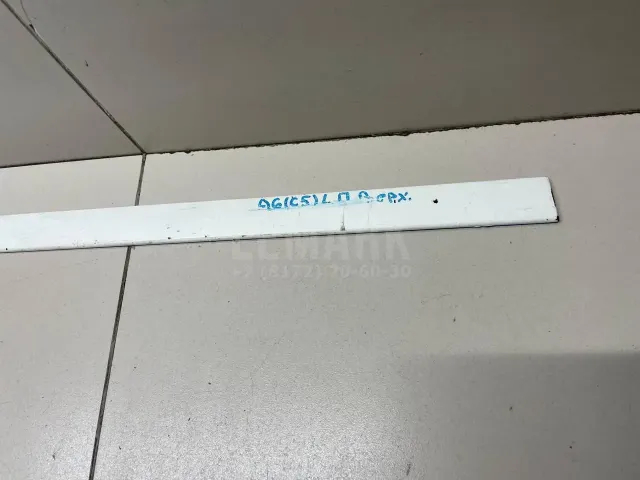 A6(C5) L П В ВРХ.
LEMARK
+7 (8172) 70-60-30